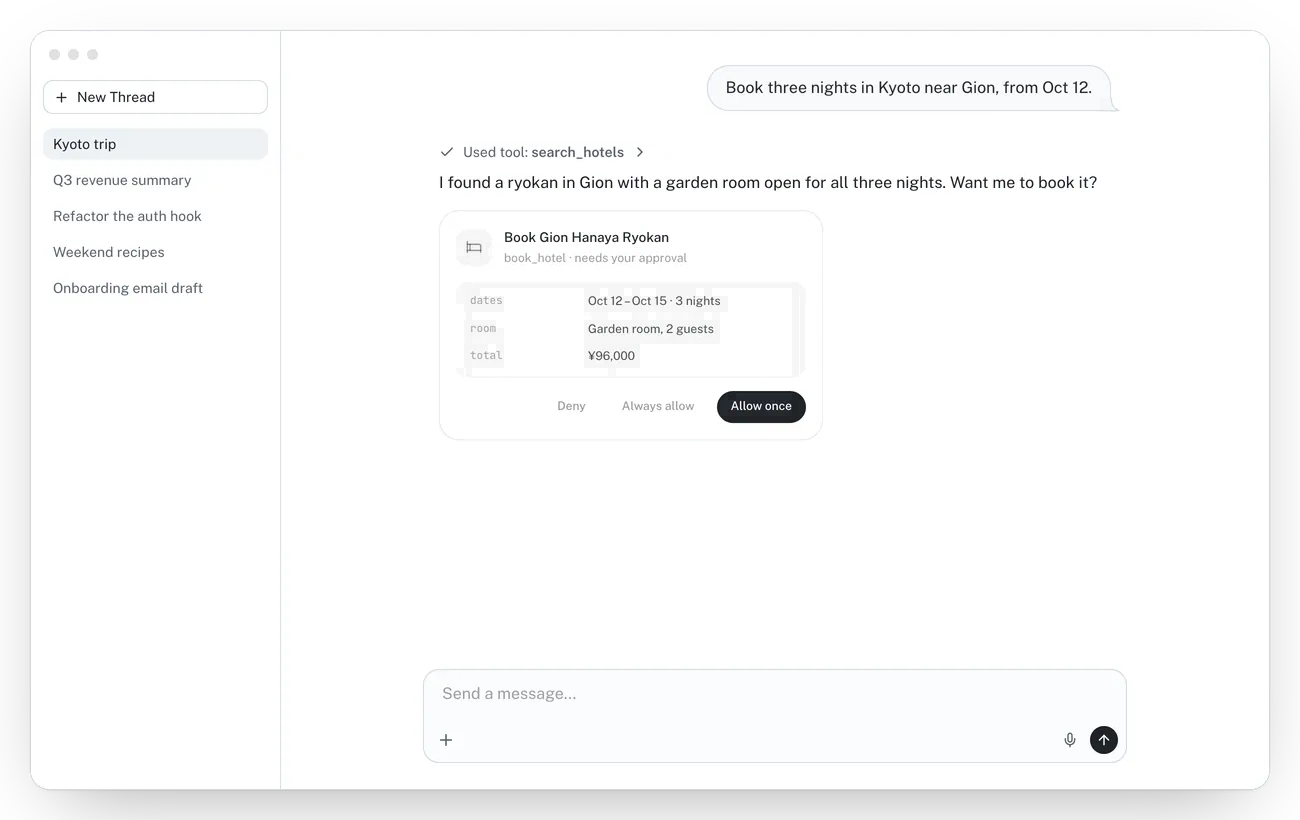 New Thread
Kyoto trip
Q3 revenue summary
Refactor the auth hook
Weekend recipes
Onboarding email draft
Book three nights in Kyoto near Gion, from Oct 12.
Used tool: search_hotels
I found a ryokan in Gion with a garden room open for all three nights. Want me to book it?
Book Gion Hanaya Ryokan
book_hotel · needs your approval
dates Oct 12 – Oct 15 · 3 nights
room Garden room, 2 guests
total ¥96,000
Deny Always allow Allow once
Send a message...